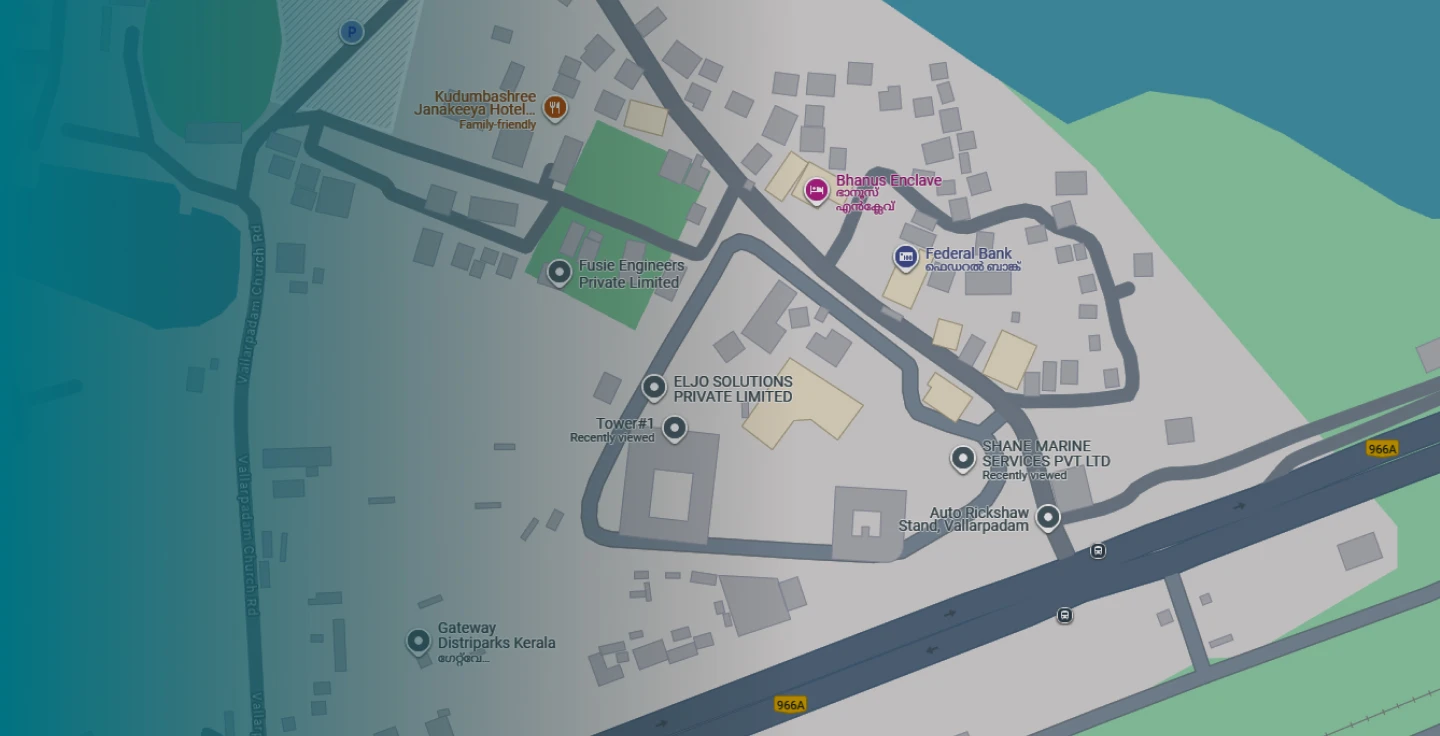 P
Kudumbashree
Janakeeya Hotel...
Family-friendly
Bhanus Enclave
ഭാനൂസ്
എൻക്ലേവ്
Federal Bank
ഫെഡറൽ ബാങ്ക്
Fusie Engineers
Private Limited
Vallarpadam Church Rd
ELJO SOLUTIONS
PRIVATE LIMITED
Tower#1
Recently viewed
SHANE MARINE
SERVICES PVT LTD
Recently viewed
966A
Auto Rickshaw
Stand, Vallarpadam
Vallarpadam Church Rd
Gateway
Distriparks Kerala
ഗേറ്റ്‌വേ...
966A
Vallar